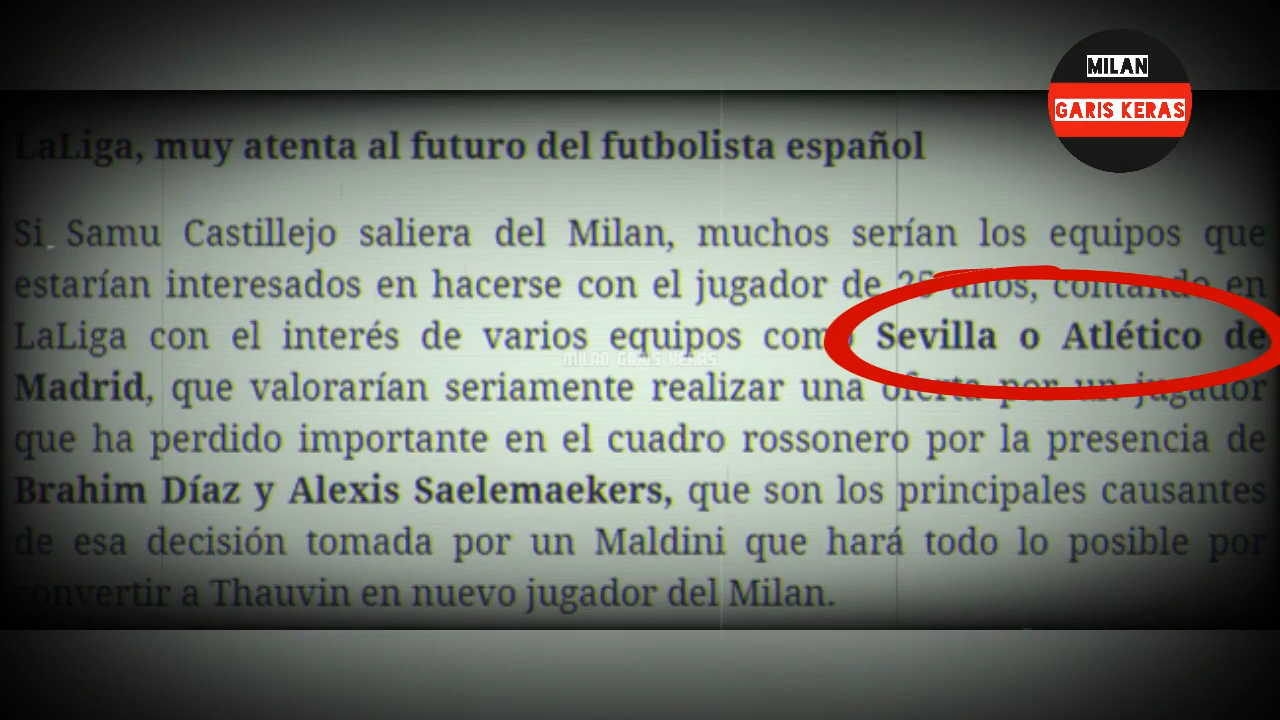 MILAN
GARIS KERAS
LaLiga, muy atenta al futuro del futbolista español
Si Samu Castillejo saliera del Milan, muchos serían los equipos que
estarían interesados en hacerse con el jugador de 25 años, contando en
LaLiga con el interés de varios equipos como Sevilla o Atlético de
Madrid, que valorarían seriamente realizar una oferta por un jugador
que ha perdido importante en el cuadro rossonero por la presencia de
Brahim Díaz y Alexis Saelemaekers, que son los principales causantes
de esa decisión tomada por un Maldini que hará todo lo posible por
convertir a Thauvin en nuevo jugador del Milan.
MILAN GARIS KERAS